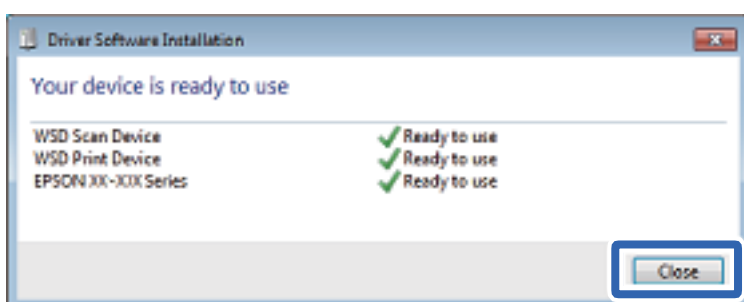 Driver Software Installation
Your device is ready to use
WSD Scan Device Ready to use
WSD Print Device Ready to use
EPSON XX-XXX Series Ready to use
Close